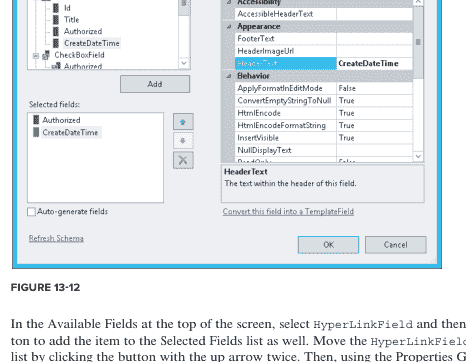 Id
Title
Authorized
CreateDateTime
CheckBoxField
Authorized
Add
Selected fields:
Authorized
CreateDateTime
Auto-generate fields
Refresh Schema
Accessibility
AccessibleHeaderText
Appearance
FooterText
HeaderImageUrl
HeaderText CreateDateTime
Behavior
ApplyFormatInEditMode False
ConvertEmptyStringToNull True
HtmlEncode True
HtmlEncodeFormatString True
InsertVisible True
NullDisplayText
ReadOnly False
HeaderText
The text within the header of this field.
Convert this field into a TemplateField
OK Cancel
FIGURE 13-12
In the Available Fields at the top of the screen, select HyperLinkField and then
ton to add the item to the Selected Fields list as well. Move the HyperLinkFiel
list by clicking the button with the up arrow twice. Then, using the Properties G